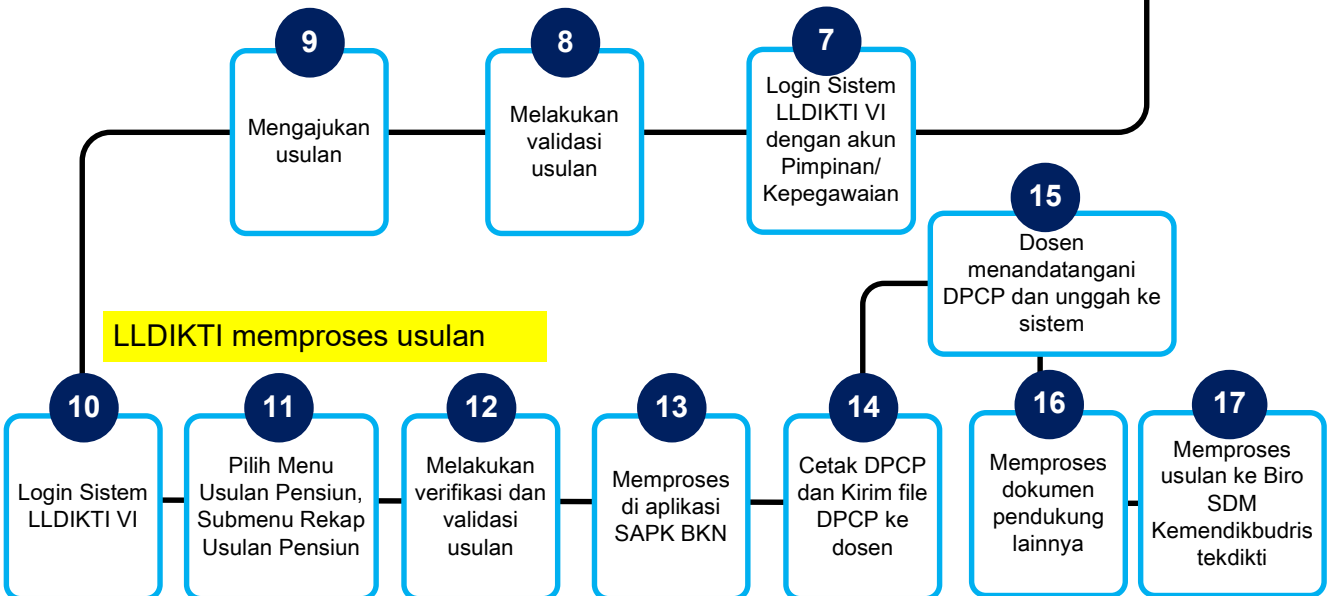 9
Mengajukan
usulan
8
Melakukan
validasi
usulan
7
Login Sistem
LLDIKTI VI
dengan akun
Pimpinan/
Kepegawaian
15
Dosen
menandatangani
DPCP dan unggah ke
sistem
LLDIKTI memproses usulan
10
Login Sistem
LLDIKTI VI
11
Pilih Menu
Usulan Pensiun,
Submenu Rekap
Usulan Pensiun
12
Melakukan
verifikasi dan
validasi
usulan
13
Memproses
di aplikasi
SAPK BKN
14
Cetak DPCP
dan Kirim file
DPCP ke
dosen
16
Memproses
dokumen
pendukung
lainnya
17
Memproses
usulan ke Biro
SDM
Kemendikbudris
tekdikti